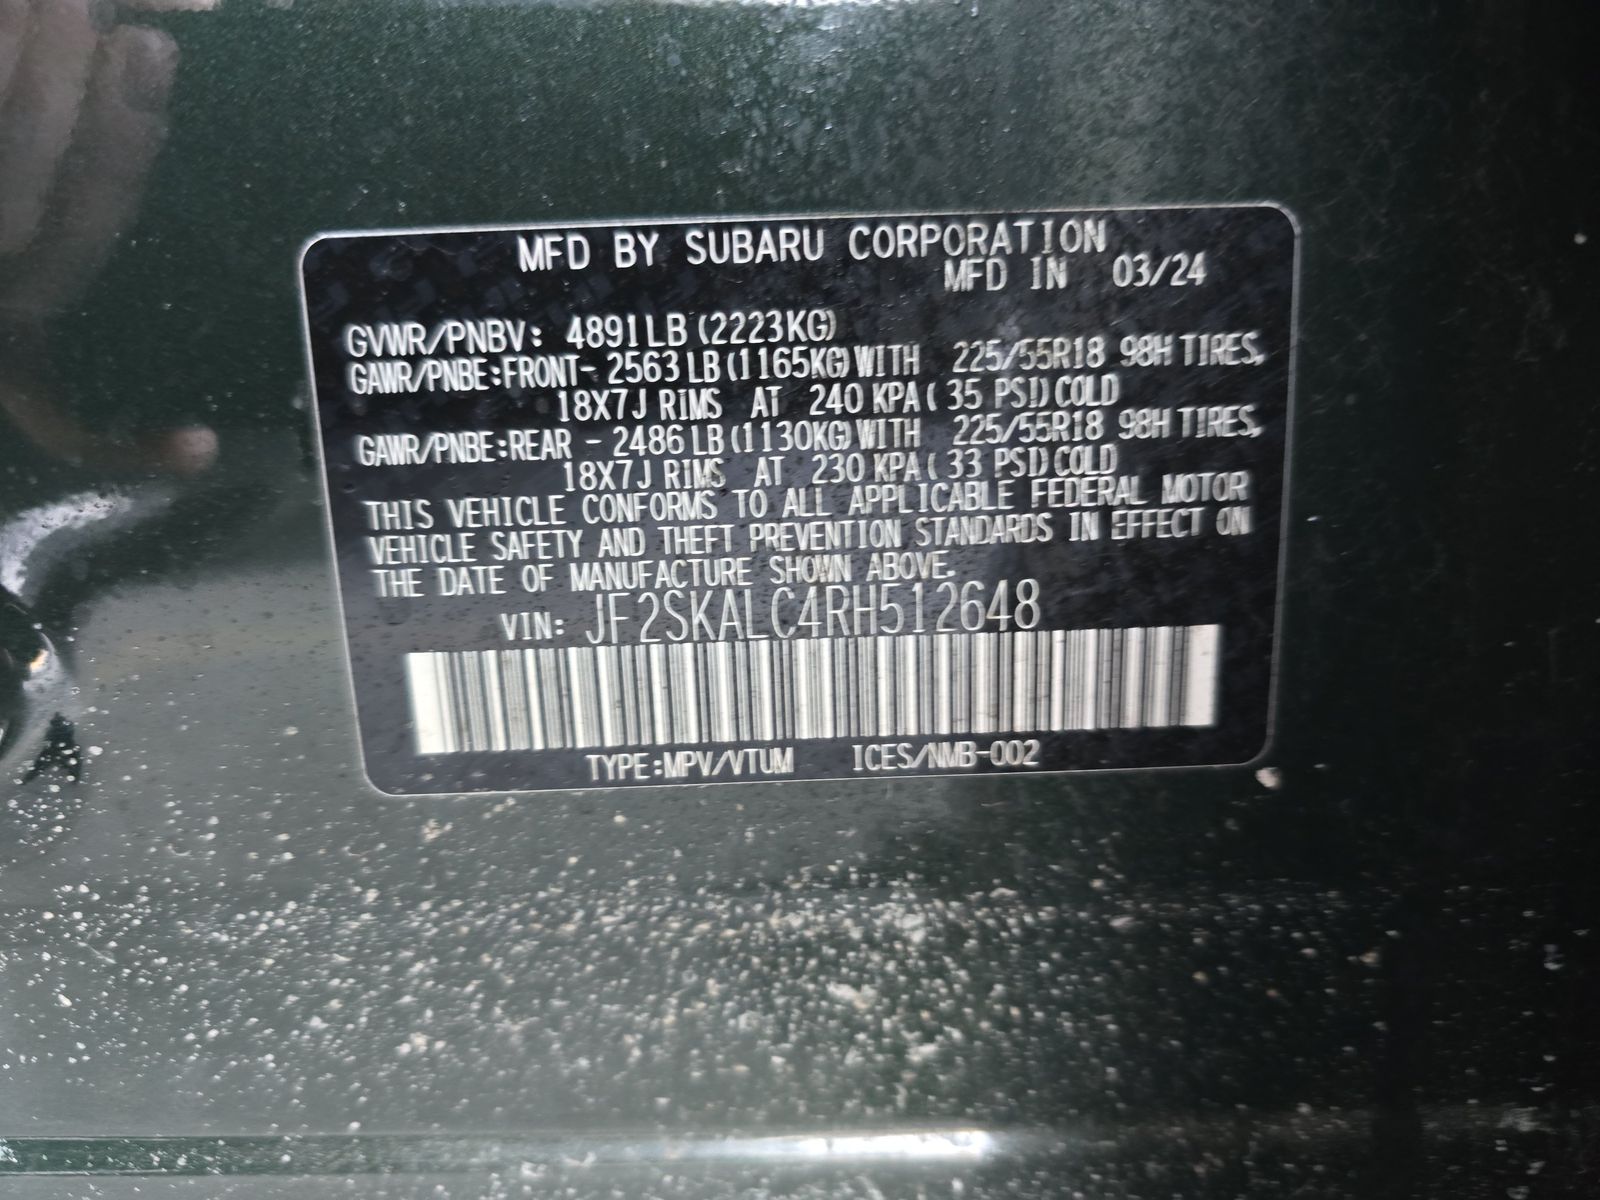 MFD BY SUBARU CORPORATION
MFD IN 03/24
GVWR/PNBV: 4891LB (2223KG)
GAWR/PNBE:FRONT- 2563 LB (1165KG) WITH 225/55R18 98H TIRES,
18X7J RIMS AT 240 KPA ( 35 PSI) COLD
GAWR/PNBE:REAR - 2486 LB (1130KG) WITH 225/55R18 98H TIRES,
18X7J RIMS AT 230 KPA ( 33 PSI) COLD
THIS VEHICLE CONFORMS TO ALL APPLICABLE FEDERAL MOTOR
VEHICLE SAFETY AND THEFT PREVENTION STANDARDS IN EFFECT ON
THE DATE OF MANUFACTURE SHOWN ABOVE.
VIN: JF2SKALC4RH512648
TYPE:MPV/VTUM ICES/NMB-002